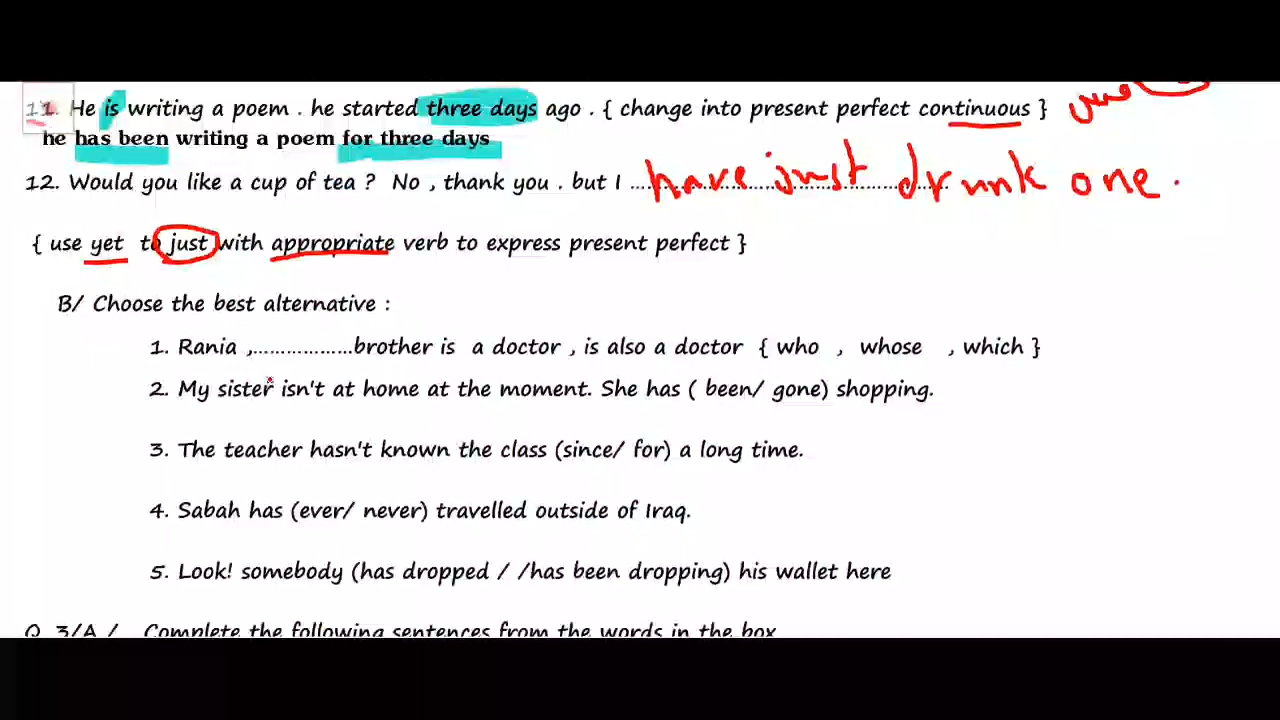 11. He is writing a poem . he started three days ago . { change into present perfect continuous }
he has been writing a poem for three days
12. Would you like a cup of tea ? No , thank you . but I ........................ have just drunk one .
{ use yet to just with appropriate verb to express present perfect }
B/ Choose the best alternative :
1. Rania ,..................brother is a doctor , is also a doctor { who , whose , which }
2. My sister isn't at home at the moment. She has ( been/ gone) shopping.
3. The teacher hasn't known the class (since/ for) a long time.
4. Sabah has (ever/ never) travelled outside of Iraq.
5. Look! somebody (has dropped / /has been dropping) his wallet here
Q 3/A / Complete the following sentences from the words in the box